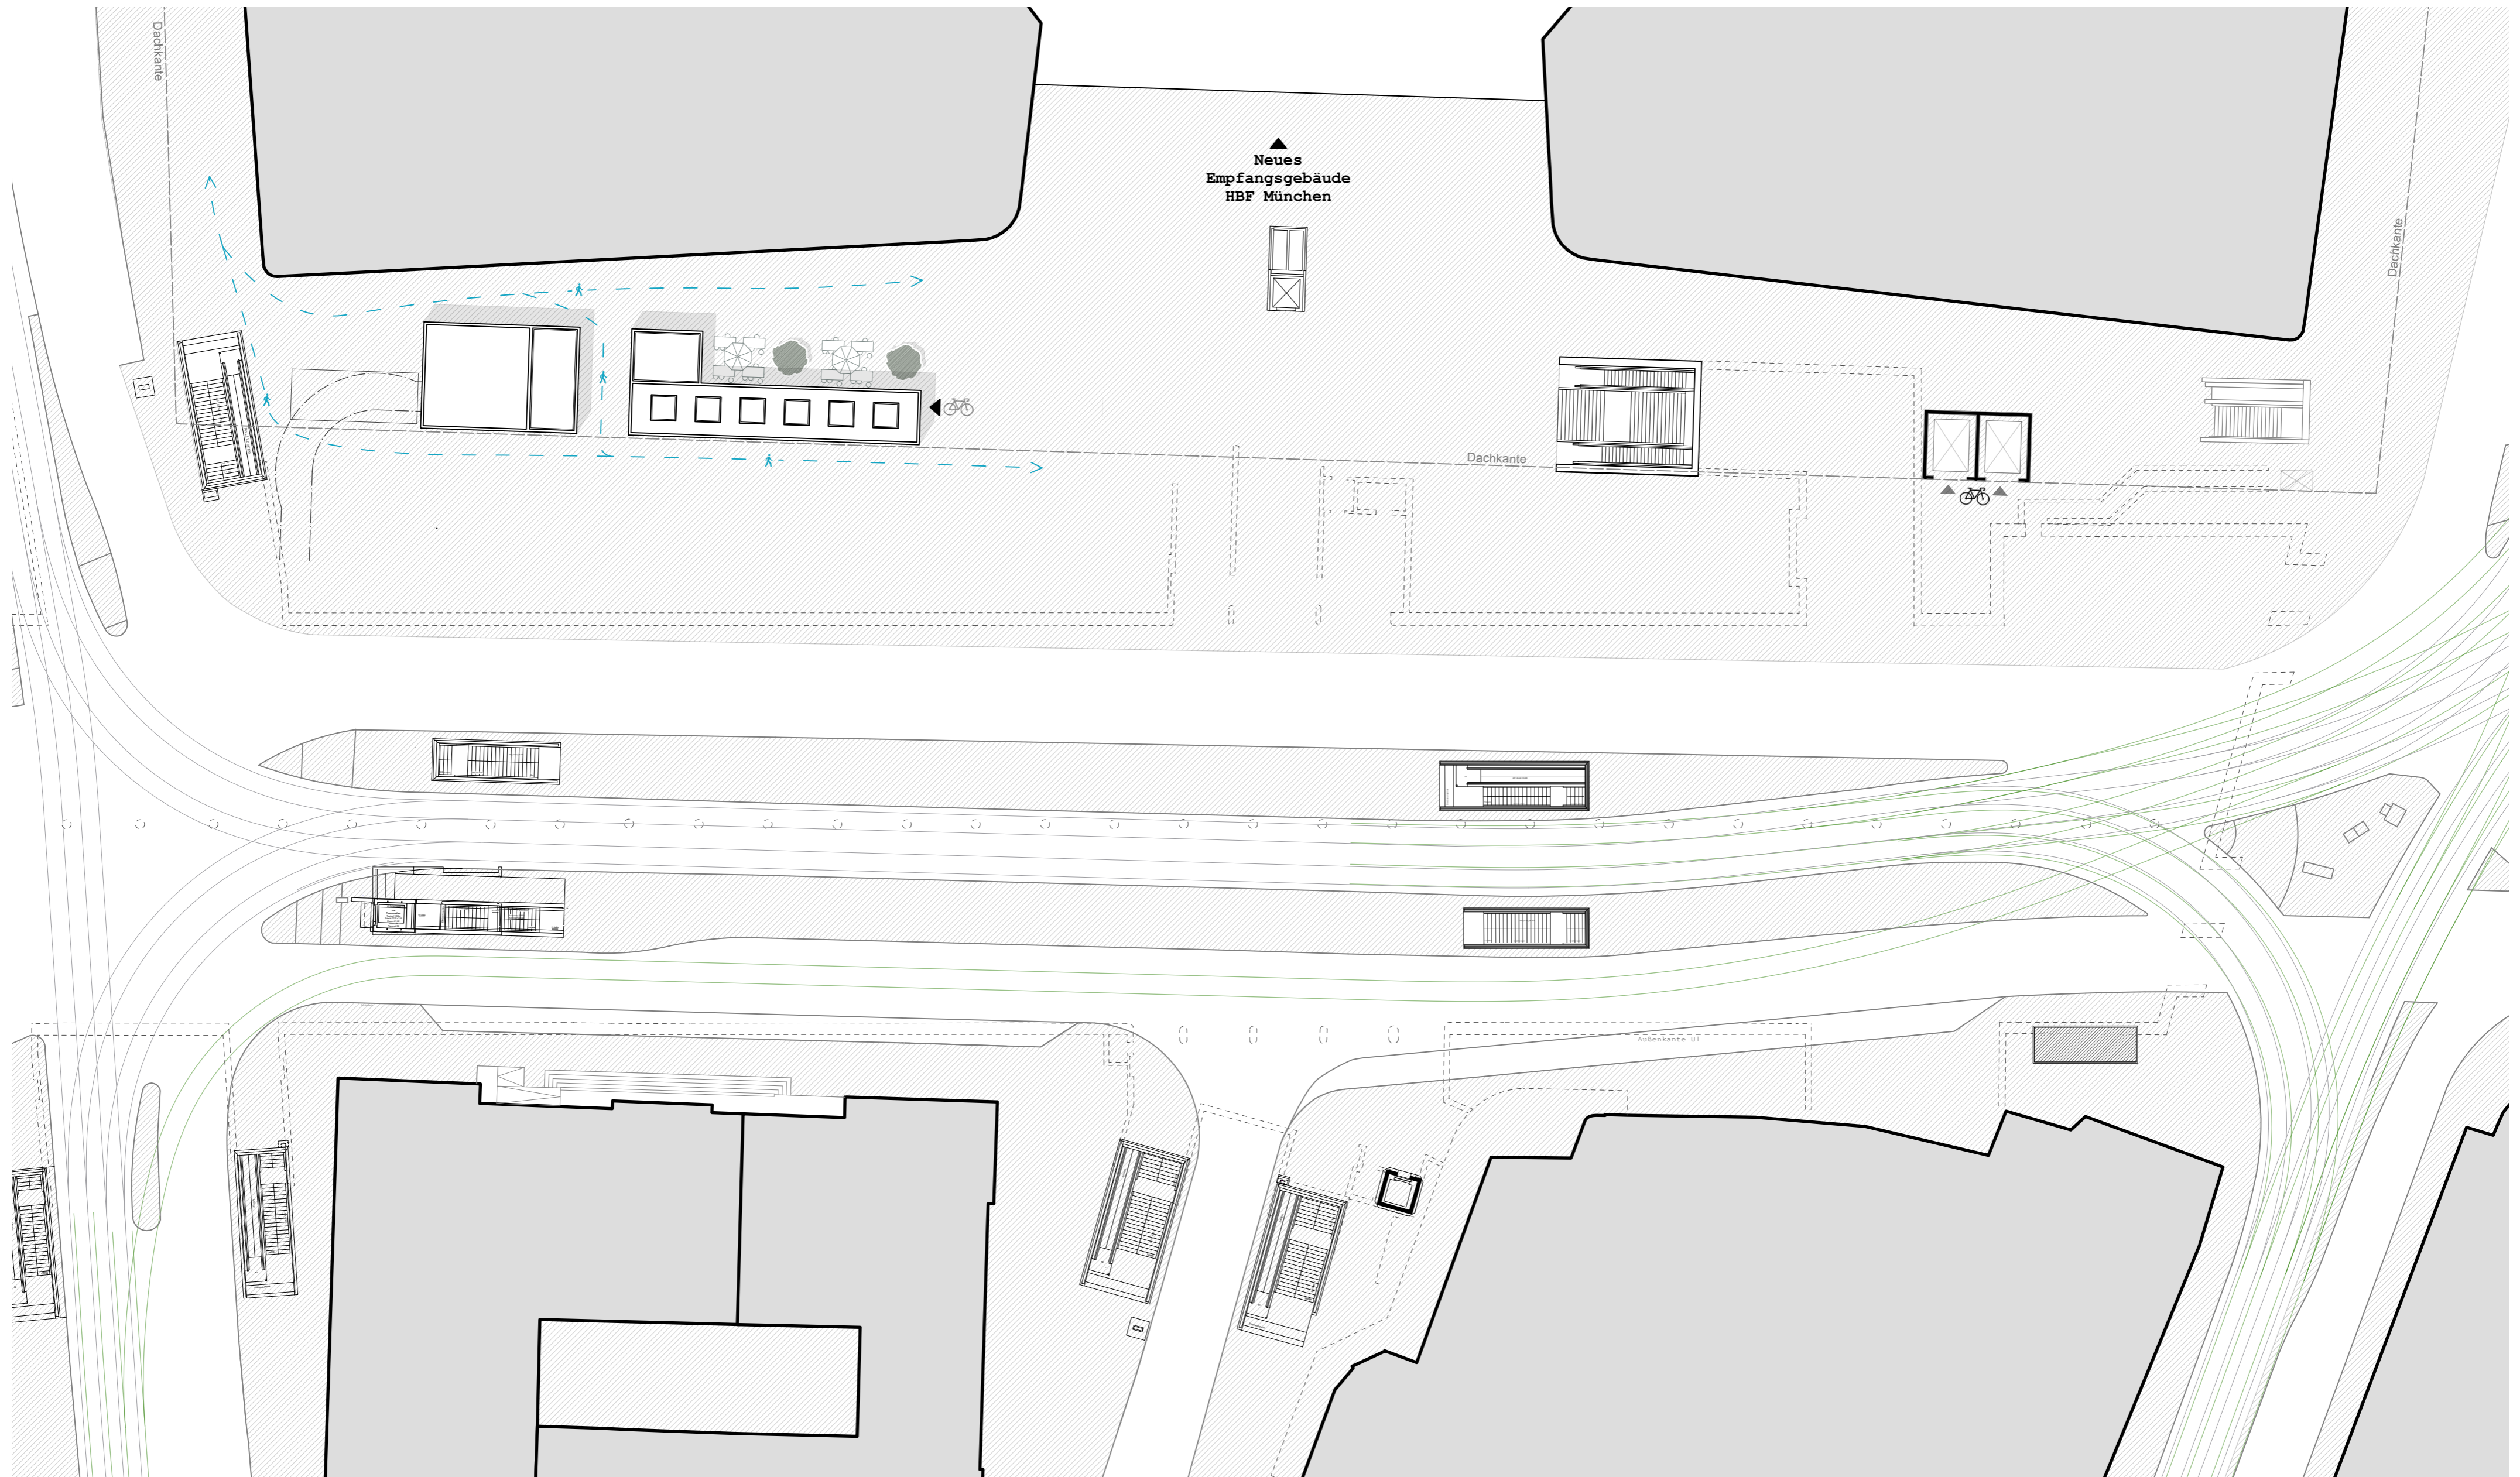 Dachkante
Neues
Empfangsgebäude
HBF München
Dachkante
Dachkante
Außenkante U1